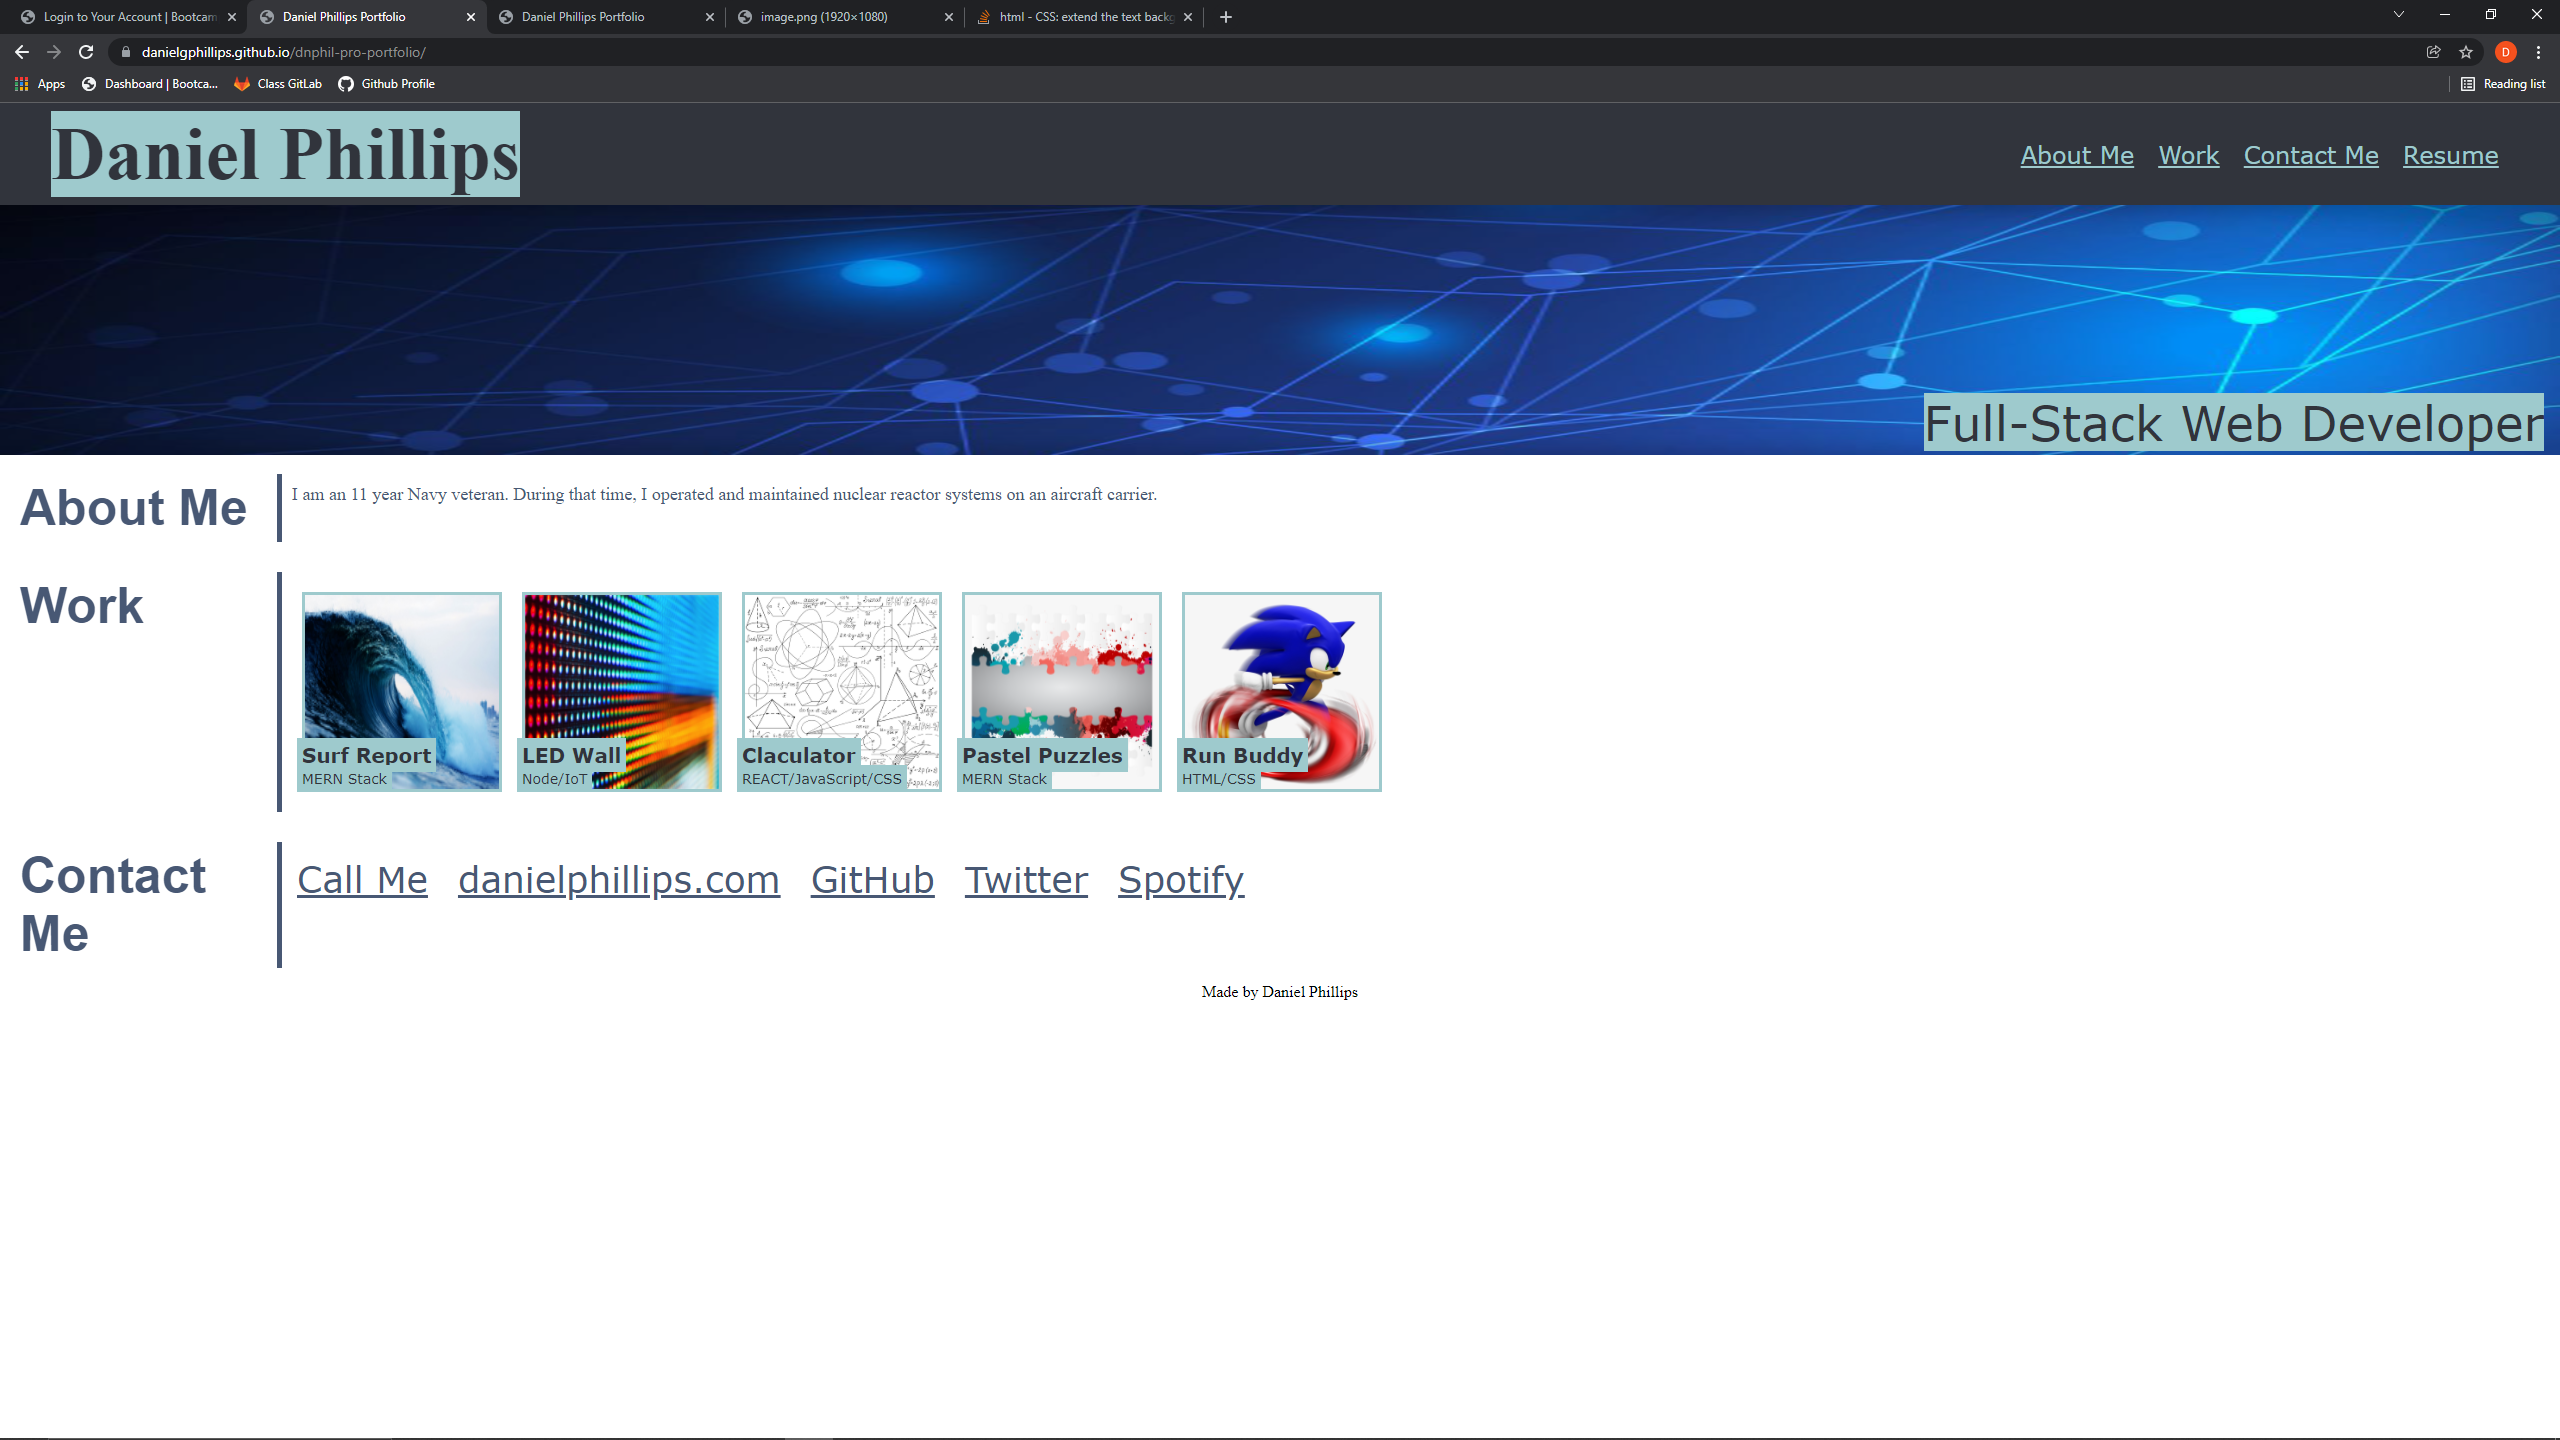 Login to Your Account | Bootcam
Daniel Phillips Portfolio
Daniel Phillips Portfolio
image.png (1920×1080)
html - CSS: extend the text backg
danielgphillips.github.io/dnphil-pro-portfolio/
D
Apps
Dashboard | Bootca...
Class GitLab
Github Profile
Reading list
Daniel Phillips
About Me Work Contact Me Resume
Full-Stack Web Developer
About Me
I am an 11 year Navy veteran. During that time, I operated and maintained nuclear reactor systems on an aircraft carrier.
Work
Surf Report
MERN Stack
LED Wall
Node/IoT
Claculator
REACT/JavaScript/CSS
Pastel Puzzles
MERN Stack
Run Buddy
HTML/CSS
Contact
Me
Call Me danielphillips.com GitHub Twitter Spotify
Made by Daniel Phillips